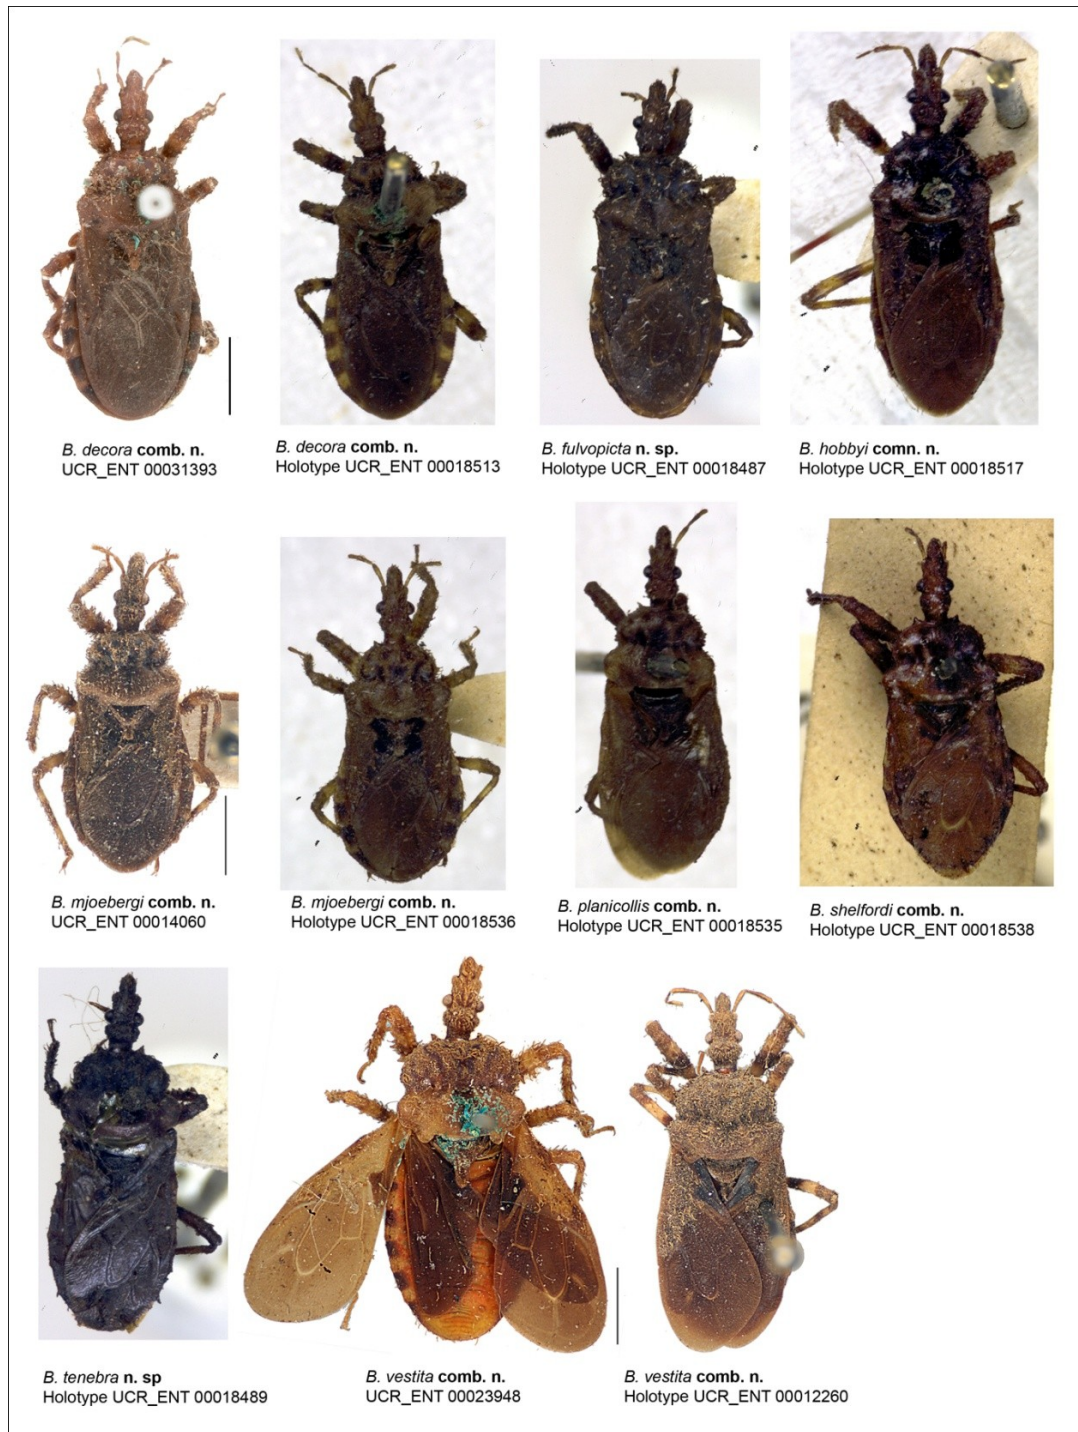 B. decora comb. n.
UCR_ENT 00031393
B. decora comb. n.
Holotype UCR_ENT 00018513
B. fulvopicta n. sp.
Holotype UCR_ENT 00018487
B. hobbyi comn. n.
Holotype UCR_ENT 00018517
B. mjoebergi comb. n.
UCR_ENT 00014060
B. mjoebergi comb. n.
Holotype UCR_ENT 00018536
B. planicollis comb. n.
Holotype UCR_ENT 00018535
B. shelfordi comb. n.
Holotype UCR_ENT 00018538
B. tenebra n. sp
Holotype UCR_ENT 00018489
B. vestita comb. n.
UCR_ENT 00023948
B. vestita comb. n.
Holotype UCR_ENT 00012260